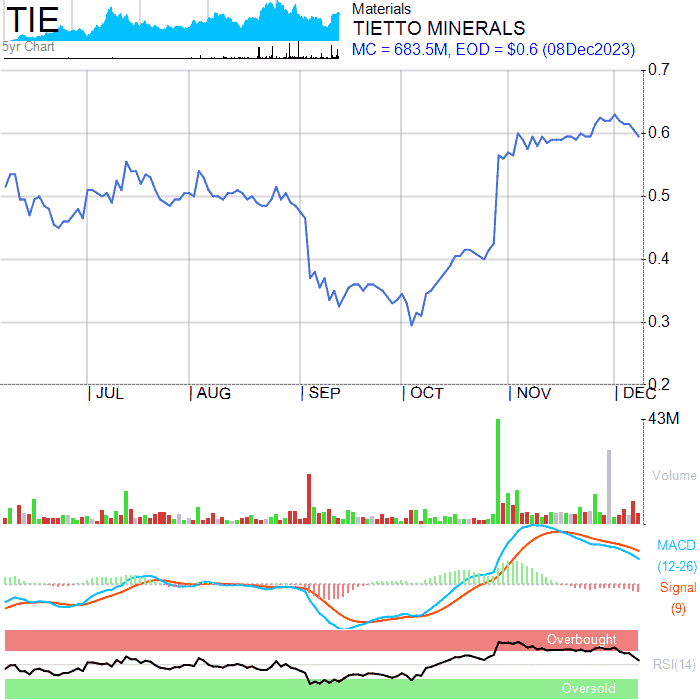 TIE
5yr Chart
Materials
TIETTO MINERALS
MC = 683.5M, EOD = $0.6 (08Dec2023)
0.7
0.6
0.5
0.4
0.3
0.2
JUL
AUG
SEP
OCT
NOV
DEC
43M
Volume
MACD
(12-26)
Signal
(9)
Overbought
RSI(14)
Oversold